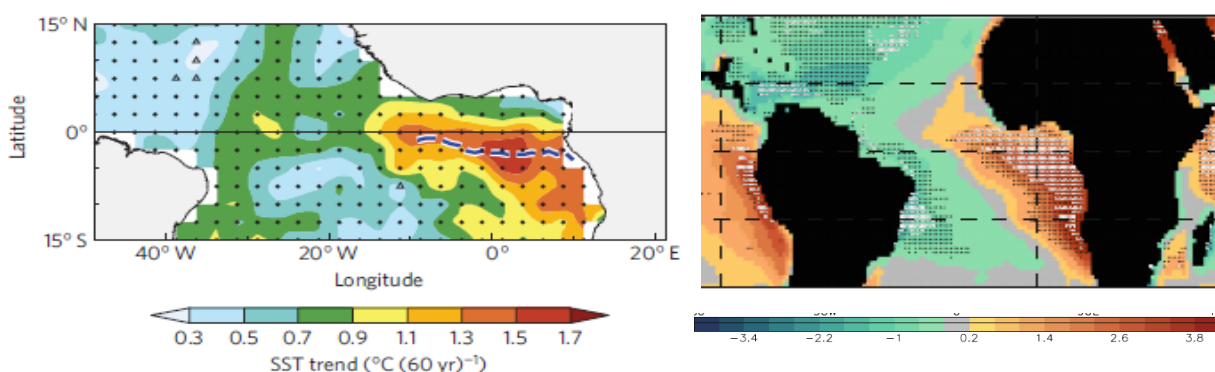 15° N
Latitude
0°
15° S
40° W 20° W 0° 20° E
Longitude
0.3 0.5 0.7 0.9 1.1 1.3 1.5 1.7
SST trend (°C (60 yr)⁻¹)
−3.4 −2.2 −1 0.2 1.4 2.6 3.8